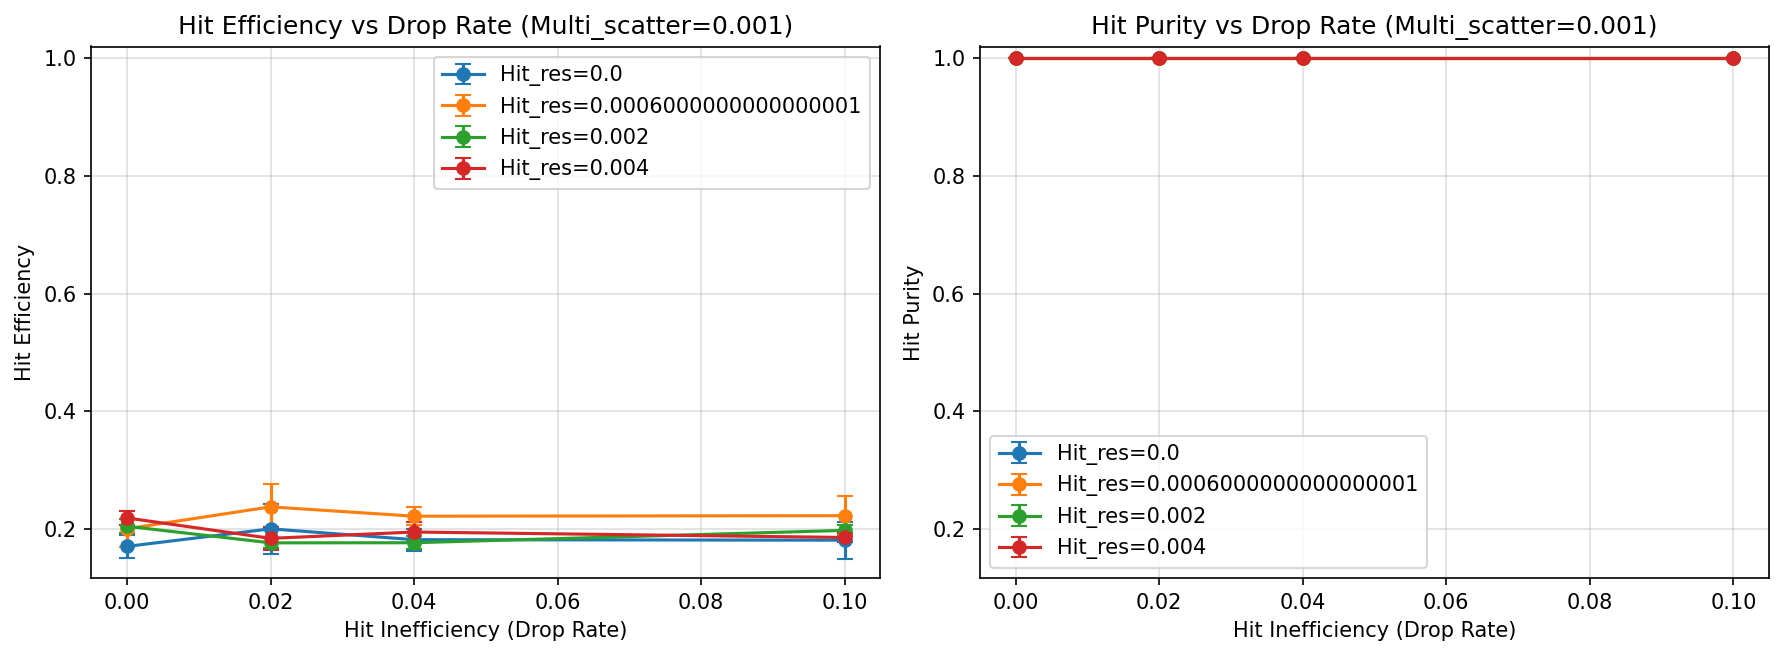 Hit Efficiency vs Drop Rate (Multi_scatter=0.001)
1.0
0.8
0.6
0.4
0.2
Hit Efficiency
Hit_res=0.0
Hit_res=0.0006000000000000001
Hit_res=0.002
Hit_res=0.004
0.00 0.02 0.04 0.06 0.08 0.10
Hit Inefficiency (Drop Rate)
Hit Purity vs Drop Rate (Multi_scatter=0.001)
1.0
0.8
0.6
0.4
0.2
Hit Purity
Hit_res=0.0
Hit_res=0.0006000000000000001
Hit_res=0.002
Hit_res=0.004
0.00 0.02 0.04 0.06 0.08 0.10
Hit Inefficiency (Drop Rate)